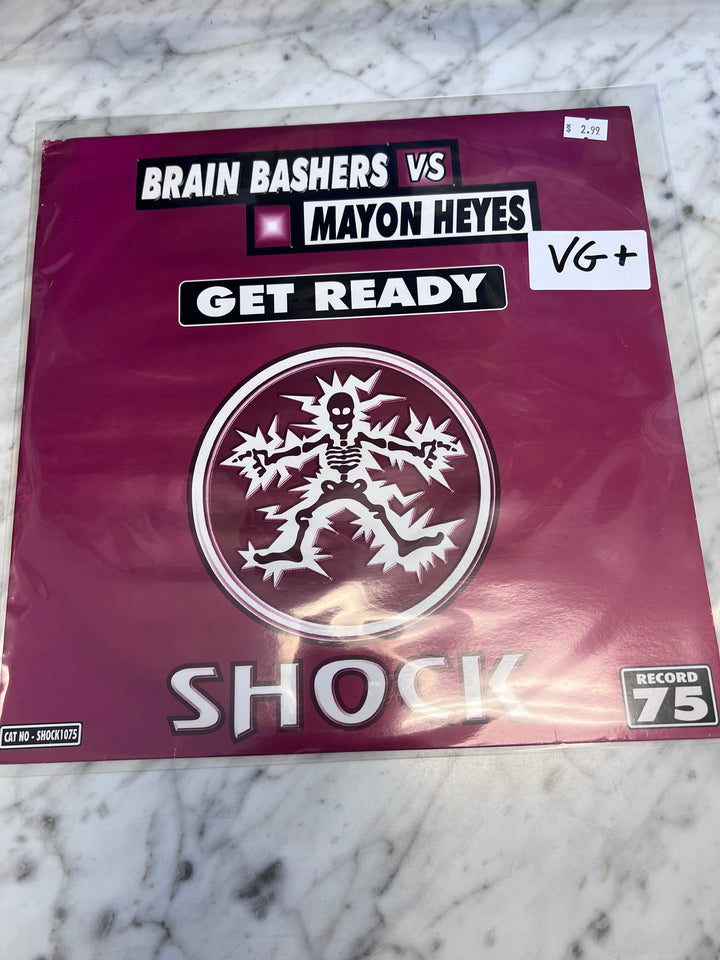 $ 2.99
BRAIN BASHERS VS
MAYON HEYES
VG+
GET READY
SHOCK
RECORD
75
CAT NO - SHOCK1075